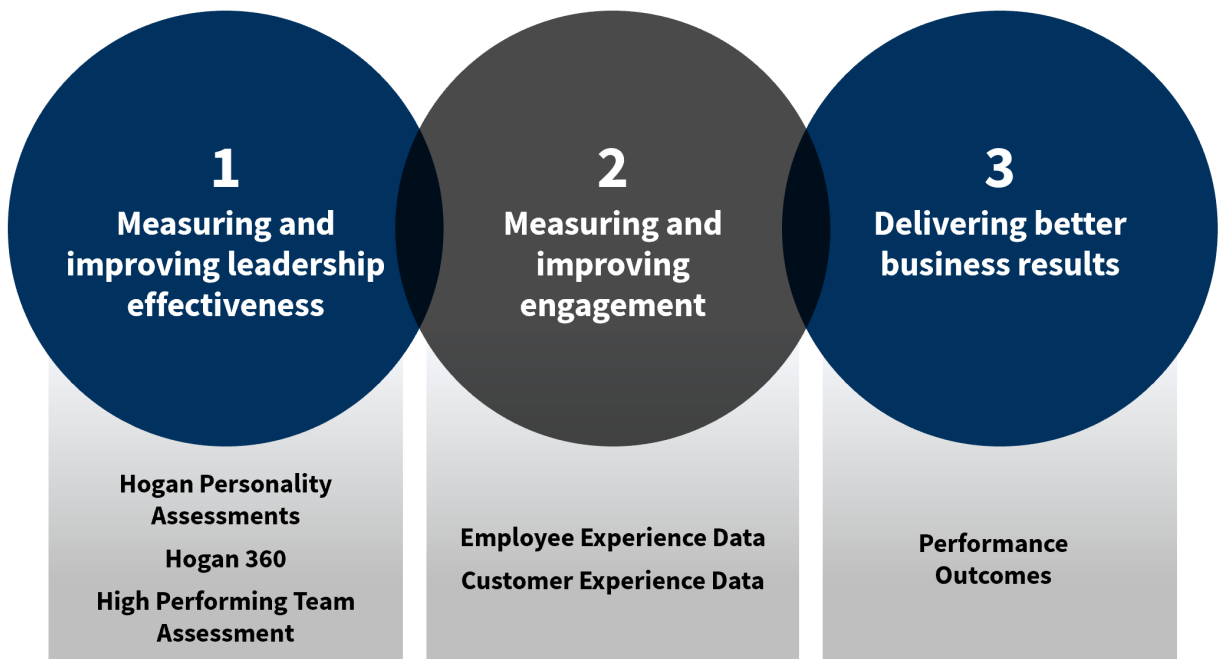 1
Measuring and
improving leadership
effectiveness
2
Measuring and
improving
engagement
3
Delivering better
business results
Hogan Personality
Assessments
Hogan 360
High Performing Team
Assessment
Employee Experience Data
Customer Experience Data
Performance
Outcomes